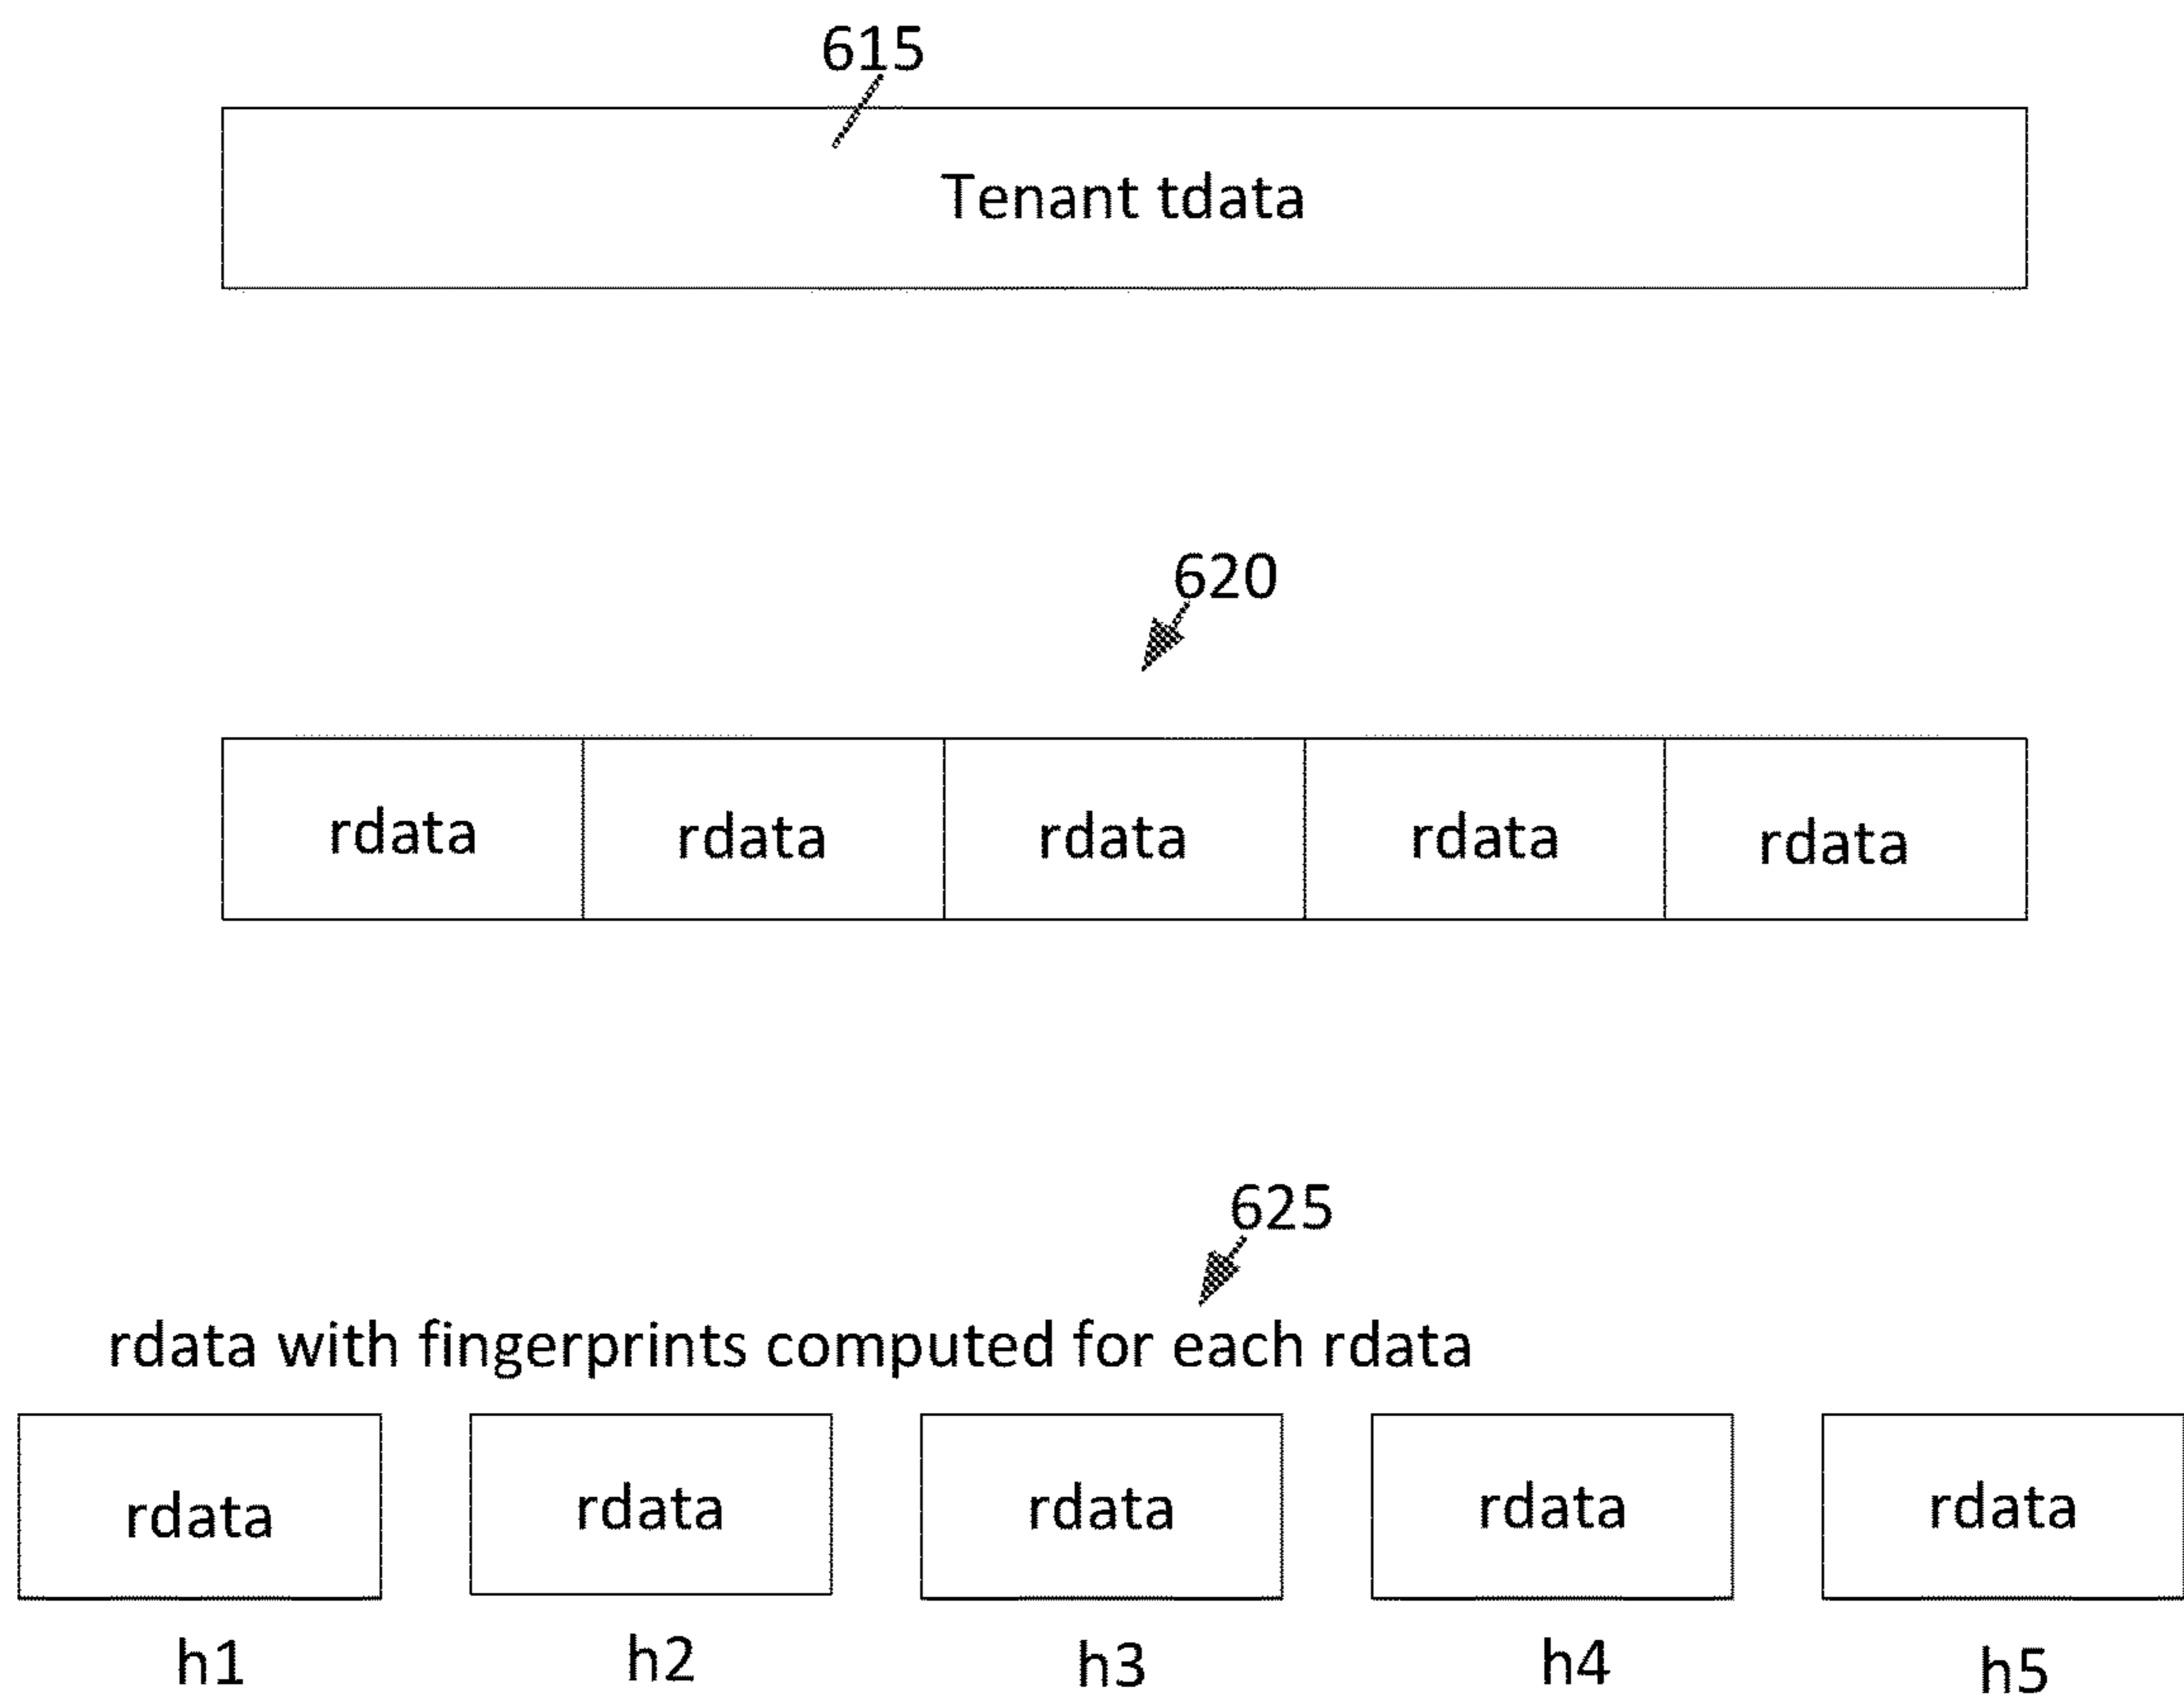 615
Tenant tdata
620
rdata rdata rdata rdata rdata
625
rdata with fingerprints computed for each rdata
rdata rdata rdata rdata rdata
h1 h2 h3 h4 h5